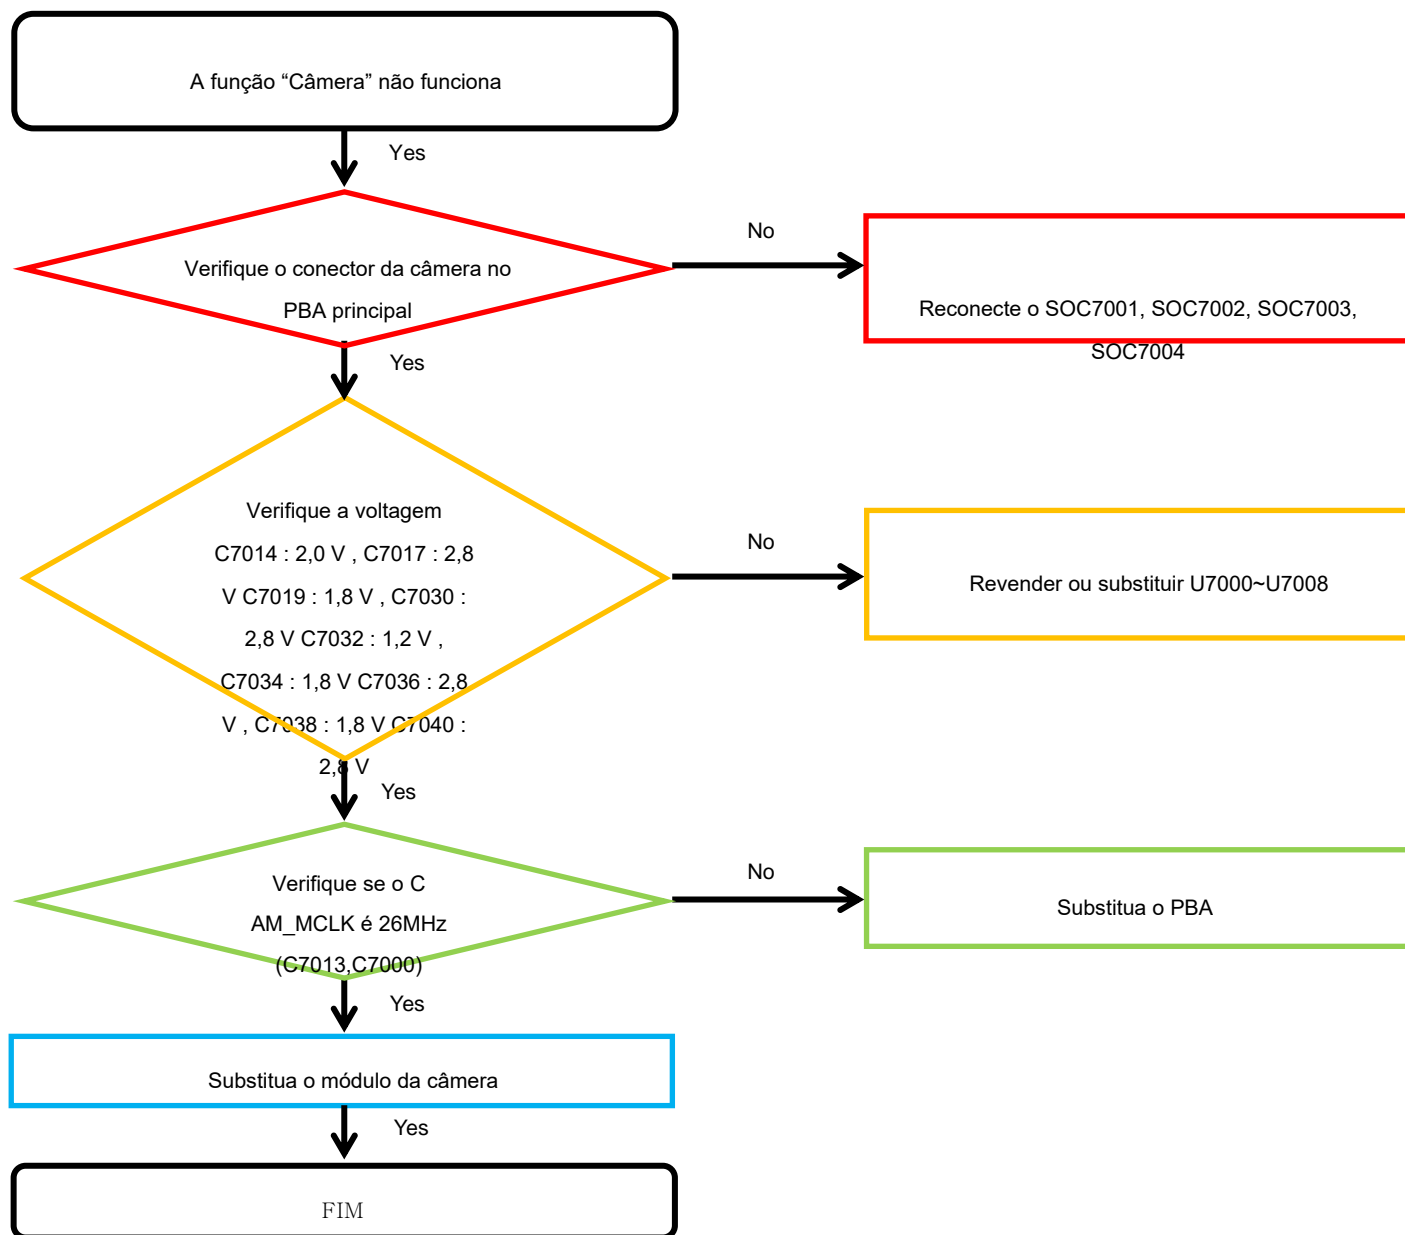 A função “Câmera” não funciona
Yes
No
Verifique o conector da câmera no
PBA principal
Reconecte o SOC7001, SOC7002, SOC7003,
SOC7004
Yes
Verifique a voltagem
C7014 : 2,0 V , C7017 : 2,8
V C7019 : 1,8 V , C7030 :
2,8 V C7032 : 1,2 V ,
C7034 : 1,8 V C7036 : 2,8
V , C7038 : 1,8 V C7040 :
2,8 V
No
Revender ou substituir U7000~U7008
Yes
Verifique se o C
AM_MCLK é 26MHz
(C7013,C7000)
No
Substitua o PBA
Yes
Substitua o módulo da câmera
Yes
FIM